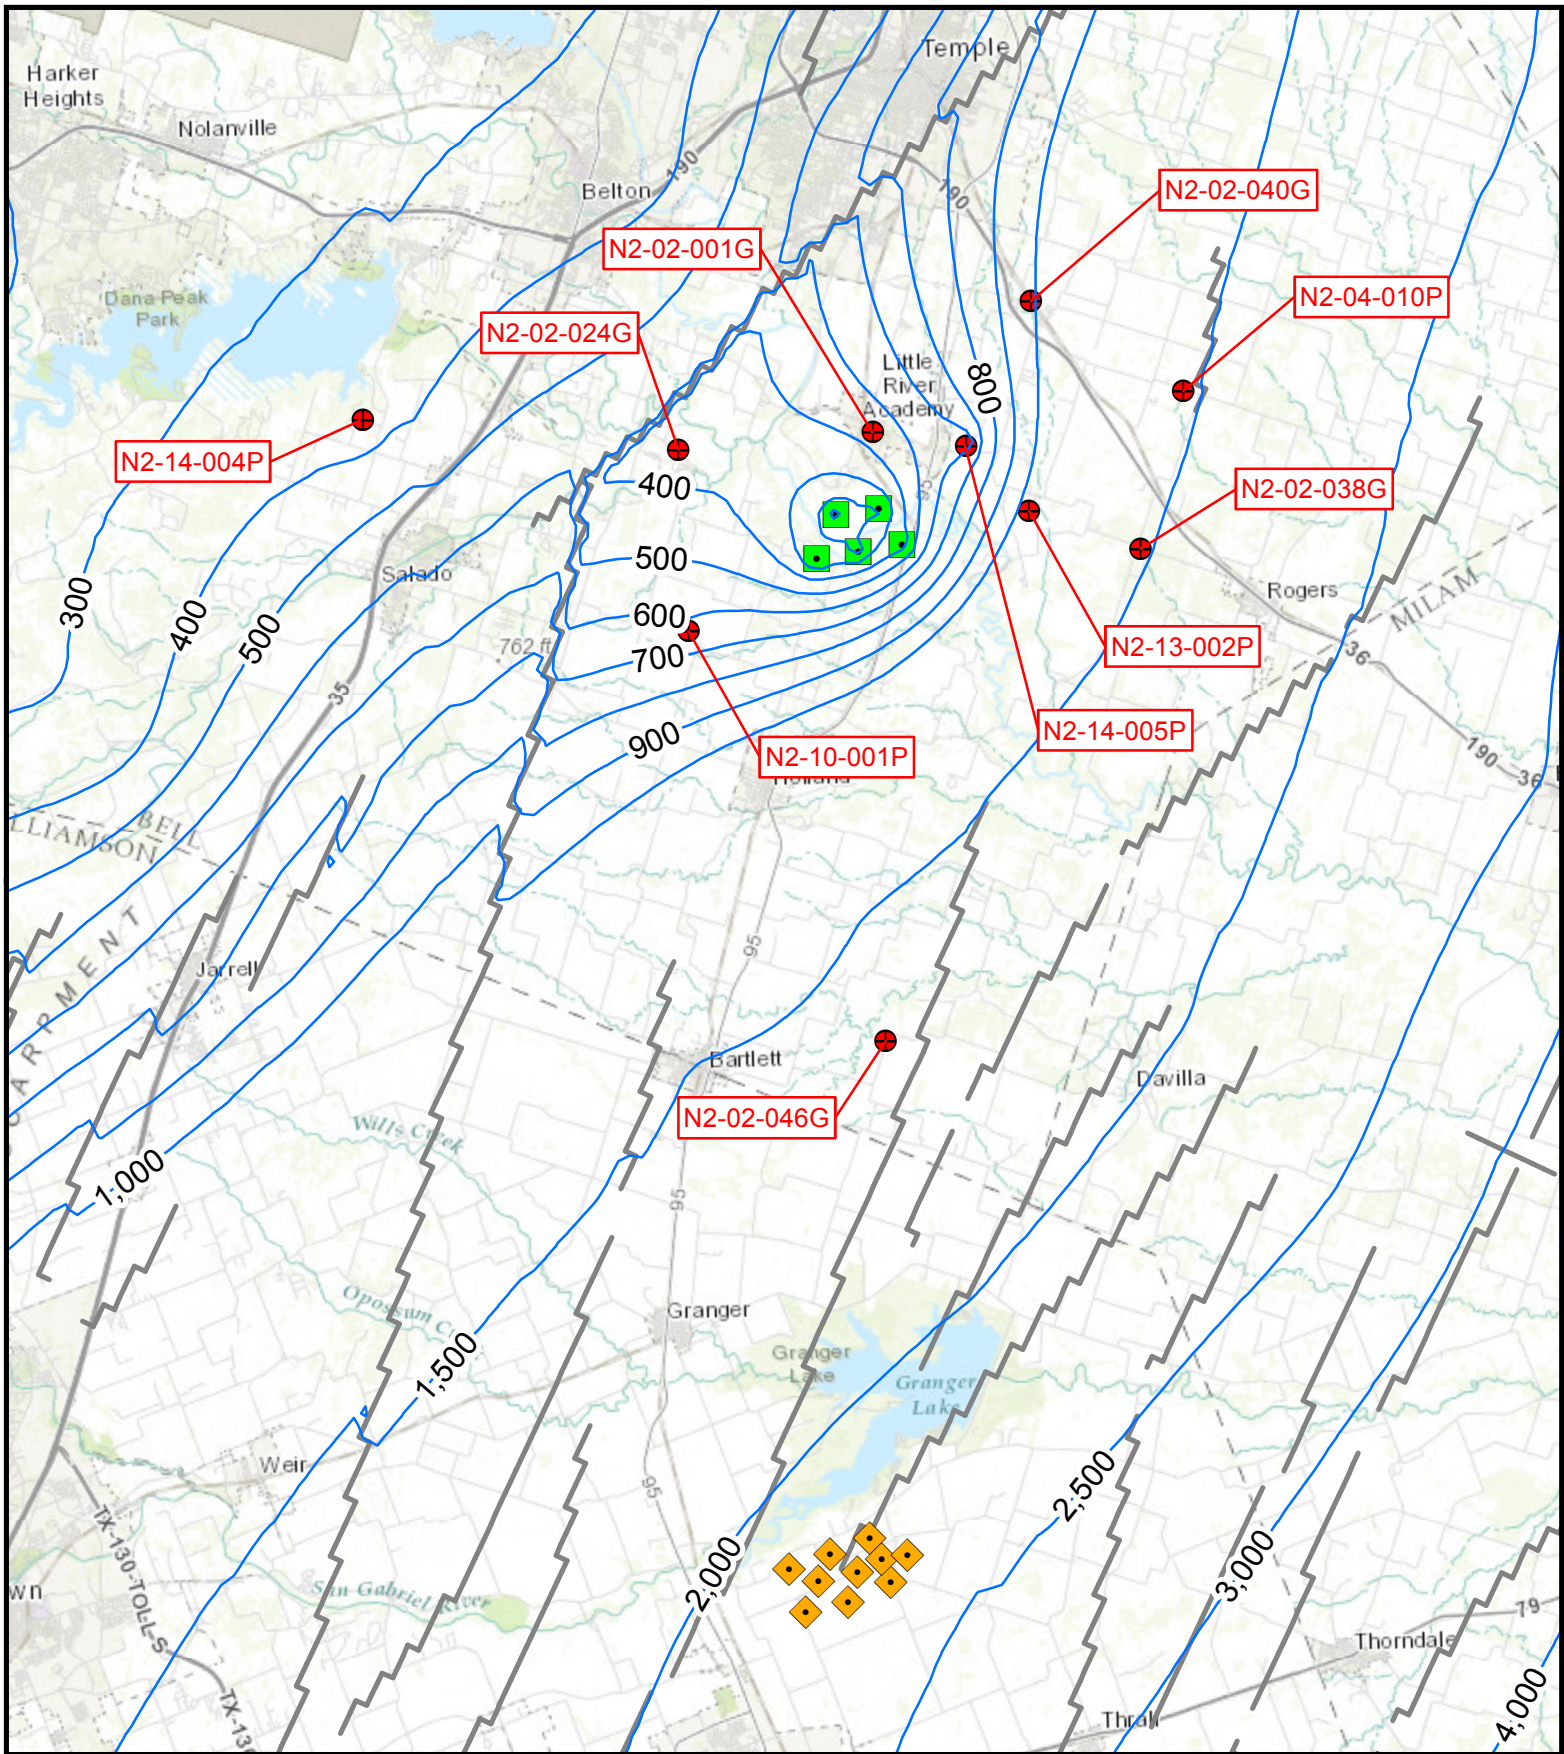 Temple
Harker
Heights
Nolanville
190
Belton
190
N2-02-040G
N2-02-001G
N2-04-010P
Dana Peak
Park
N2-02-024G
Little
River
Academy
800
N2-14-004P
400
95
N2-02-038G
500
Salado
300
400
500
600
Rogers
MILAM
762 ft
700
N2-13-002P
36
35
900
N2-14-005P
N2-10-001P
190
36
BELL
LLIAMSON
95
Jarrell
Bartlett
Davilla
N2-02-046G
Willis Creek
1,000
95
Granger
1,500
Granger
Lake
Granger
Lake
Weir
95
2,500
TX-130-TOLL-S
2,000
3,000
San Gabriel River
wn
79
Thorndale
4,000
Thrall